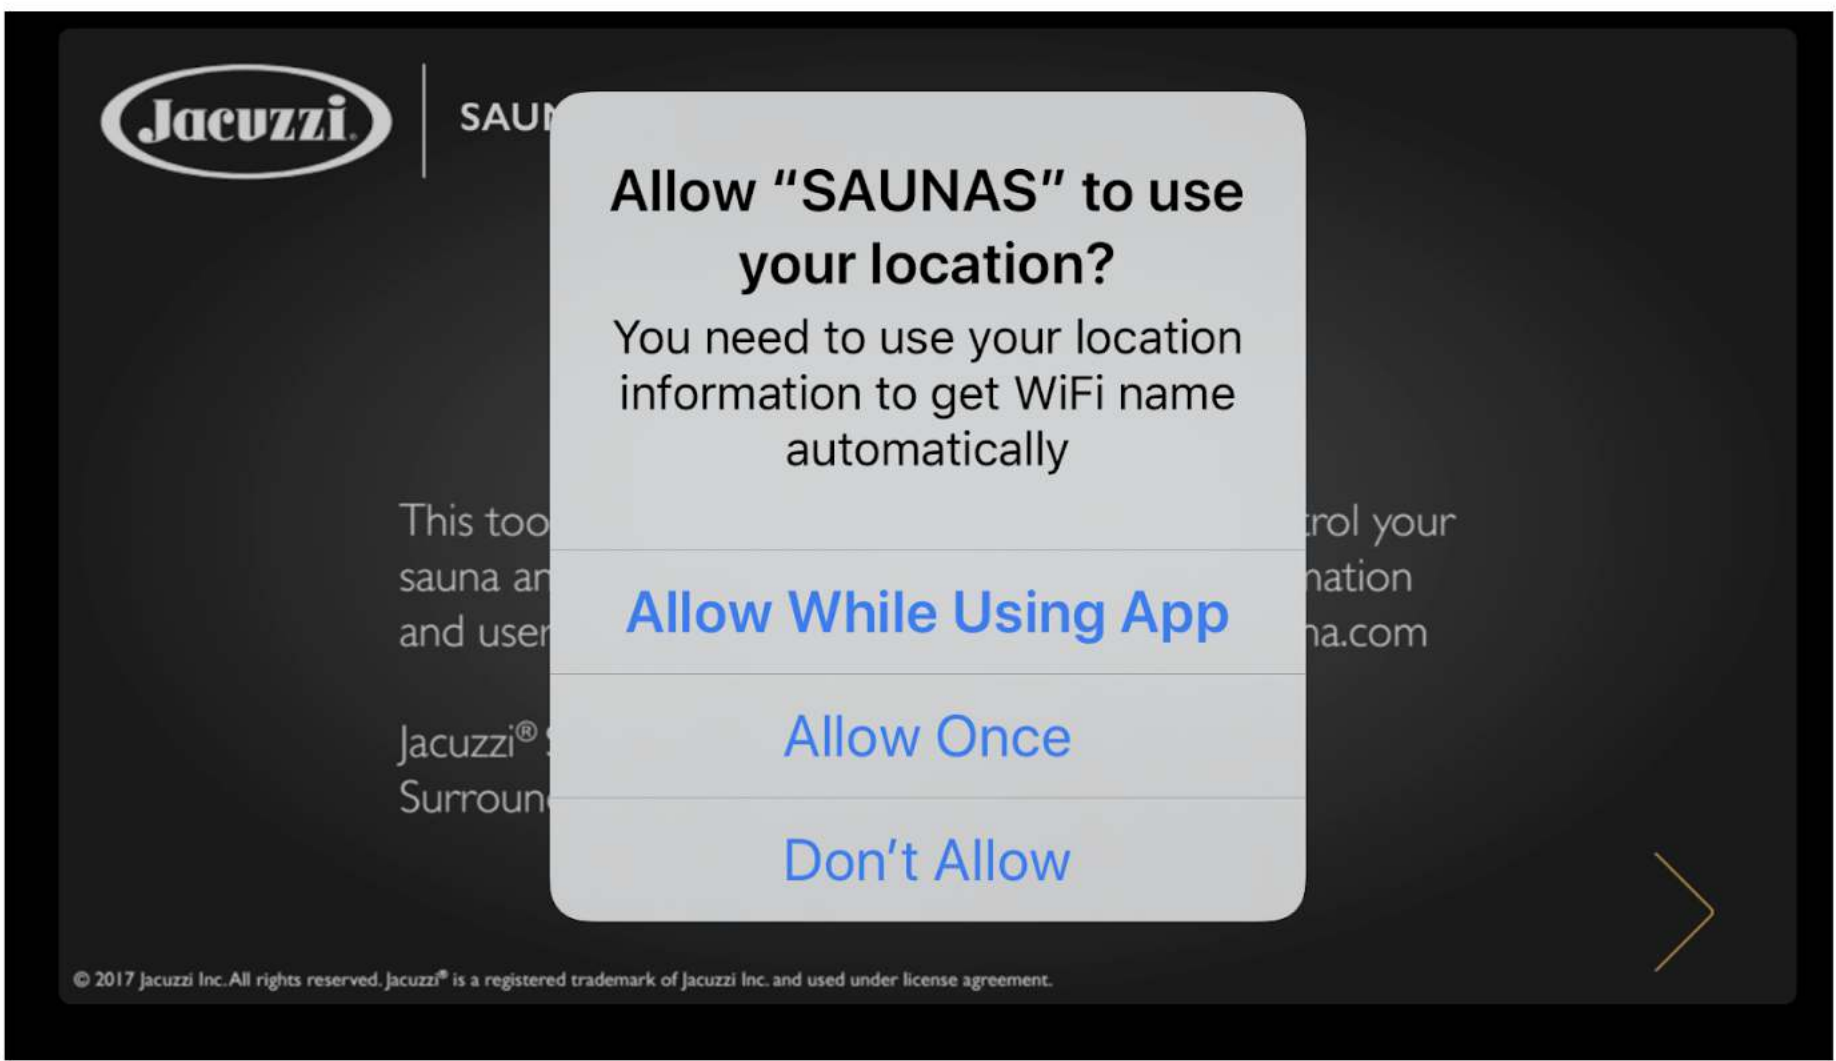 Jacuzzi®
SAUN
Allow “SAUNAS” to use
your location?
You need to use your location
information to get WiFi name
automatically
Allow While Using App
Allow Once
Don’t Allow
This too
sauna an
and user
trol your
nation
na.com
Jacuzzi®
Surroun
© 2017 Jacuzzi Inc. All rights reserved. Jacuzzi® is a registered trademark of Jacuzzi Inc. and used under license agreement.